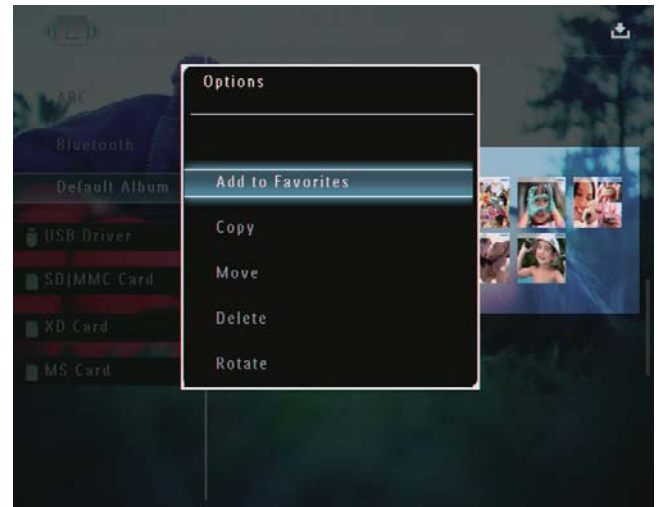 Options
ABC
Bluetooth
Default Album
USB Driver
SD|MMC Card
XD Card
MS Card
Add to Favorites
Copy
Move
Delete
Rotate